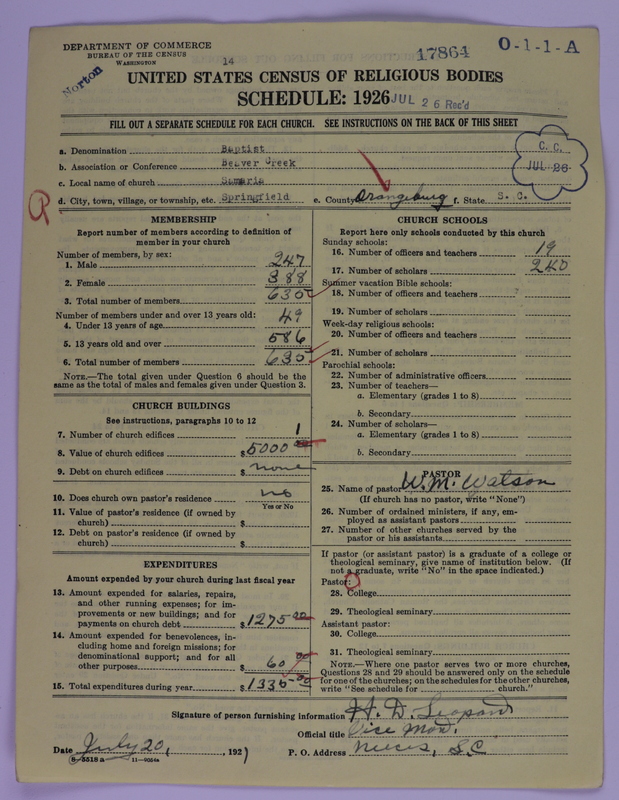 DEPARTMENT OF COMMERCE
BUREAU OF THE CENSUS
WASHINGTON
Norton
14
17864
O-1-1-A
UNITED STATES CENSUS OF RELIGIOUS BODIES
SCHEDULE: 1926
JUL 26 Rec'd
FILL OUT A SEPARATE SCHEDULE FOR EACH CHURCH. SEE INSTRUCTIONS ON THE BACK OF THIS SHEET
C. C.
JUL 26
a. Denomination Baptist
b. Association or Conference Beaver Creek
c. Local name of church Samaria
d. City, town, village, or township, etc. Springfield e. County Orangeburg f. State S. C.
MEMBERSHIP
Report number of members according to definition of
member in your church
Number of members, by sex:
1. Male 247
2. Female 388
3. Total number of members 635
Number of members under and over 13 years old:
4. Under 13 years of age 49
5. 13 years old and over 586
6. Total number of members 635
NOTE.—The total given under Question 6 should be the
same as the total of males and females given under Question 3.
CHURCH BUILDINGS
See instructions, paragraphs 10 to 12
7. Number of church edifices 1
8. Value of church edifices $5000 00
9. Debt on church edifices $ none
10. Does church own pastor's residence no
Yes or No
11. Value of pastor's residence (if owned by
church) $
12. Debt on pastor's residence (if owned by
church) $
EXPENDITURES
Amount expended by your church during last fiscal year
13. Amount expended for salaries, repairs,
and other running expenses; for im-
provements or new buildings; and for
payments on church debt $1275 00
14. Amount expended for benevolences, in-
cluding home and foreign missions; for
denominational support; and for all
other purposes $ 60 00
15. Total expenditures during year $1335 00
CHURCH SCHOOLS
Report here only schools conducted by this church
Sunday schools:
16. Number of officers and teachers 19
17. Number of scholars 240
Summer vacation Bible schools:
18. Number of officers and teachers
19. Number of scholars
Week-day religious schools:
20. Number of officers and teachers
21. Number of scholars
Parochial schools:
22. Number of administrative officers
23. Number of teachers—
a. Elementary (grades 1 to 8)
b. Secondary
24. Number of scholars—
a. Elementary (grades 1 to 8)
b. Secondary
PASTOR
25. Name of pastor W. M. Watson
(If church has no pastor, write "None")
26. Number of ordained ministers, if any, em-
ployed as assistant pastors
27. Number of other churches served by the
pastor or his assistants
If pastor (or assistant pastor) is a graduate of a college or
theological seminary, give name of institution below. (If
not a graduate, write "No" in the space indicated.)
Pastor:
28. College
29. Theological seminary
Assistant pastor:
30. College
31. Theological seminary
NOTE.—Where one pastor serves two or more churches,
Questions 28 and 29 should be answered only on the schedule
for one of the churches; on the schedules for the other churches,
write "See schedule for church."
Signature of person furnishing information H. D.
Official title Vice Mod.
Date July 20, , 192 P. O. Address Neeces, S.C.
8-5518 a 11-9054a